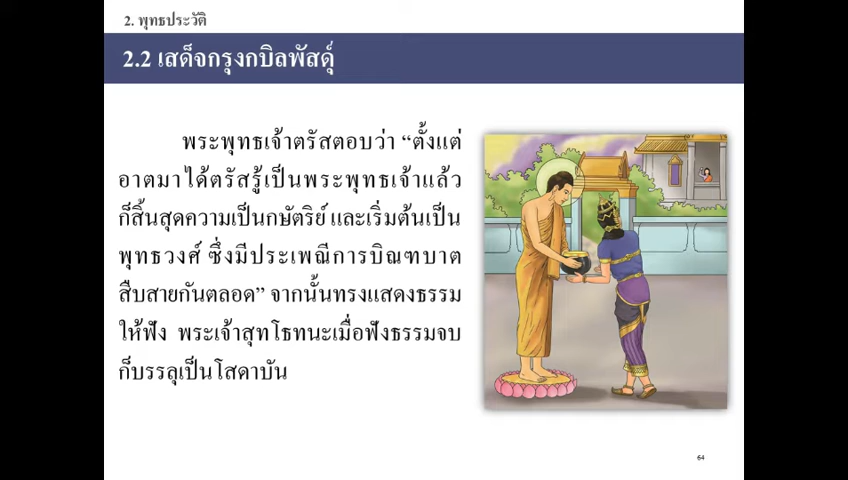 2. พุทธประวัติ
2.2 เสด็จกรุงกบิลพัสดุ์
พระพุทธเจ้าตรัสตอบว่า “ตั้งแต่
อาตมาได้ตรัสรู้เป็นพระพุทธเจ้าแล้ว
ก็สิ้นสุดความเป็นกษัตริย์ และเริ่มต้นเป็น
พุทธวงศ์ ซึ่งมีประเพณีการบิณฑบาต
สืบสายกันตลอด” จากนั้นทรงแสดงธรรม
ให้ฟัง พระเจ้าสุทโธทนะเมื่อฟังธรรมจบ
ก็บรรลุเป็นโสดาบัน
64